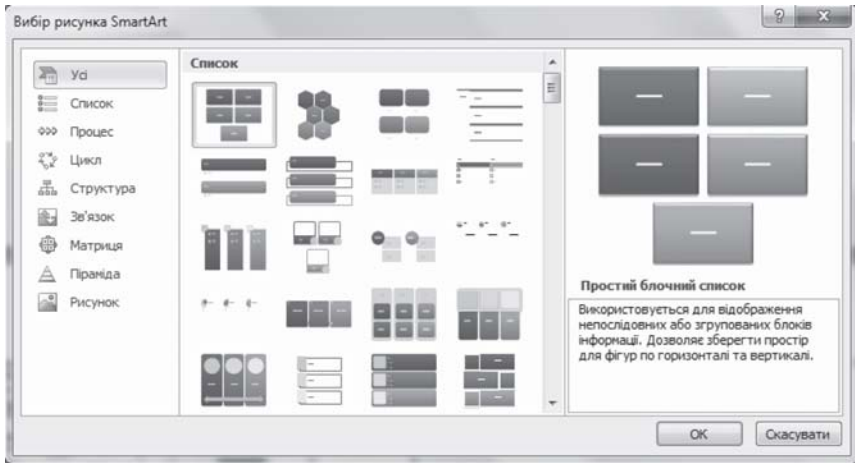 Вибір рисунка SmartArt
Усі
Список
Процес
Цикл
Структура
Зв'язок
Матриця
Піраміда
Рисунок
Список
Простий блочний список
Використовується для відображення
непослідовних або згрупованих блоків
інформації. Дозволяє зберегти простір
для фігур по горизонталі та вертикалі.
ОК
Скасувати